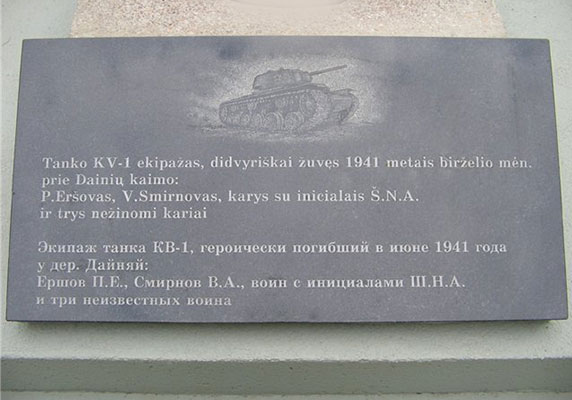 Tanko KV-1 ekipažas, didvyriškai žuvęs 1941 metais birželio mėn.
prie Dainių kaimo:
P.Eršovas, V.Smirnovas, karys su inicialais Š.N.A.
ir trys nežinomi kariai
Экипаж танка КВ-1, героически погибший в июне 1941 года
у дер. Дайняй:
Ершов П.Е., Смирнов В.А., воин с инициалами Ш.Н.А.
и три неизвестных воина